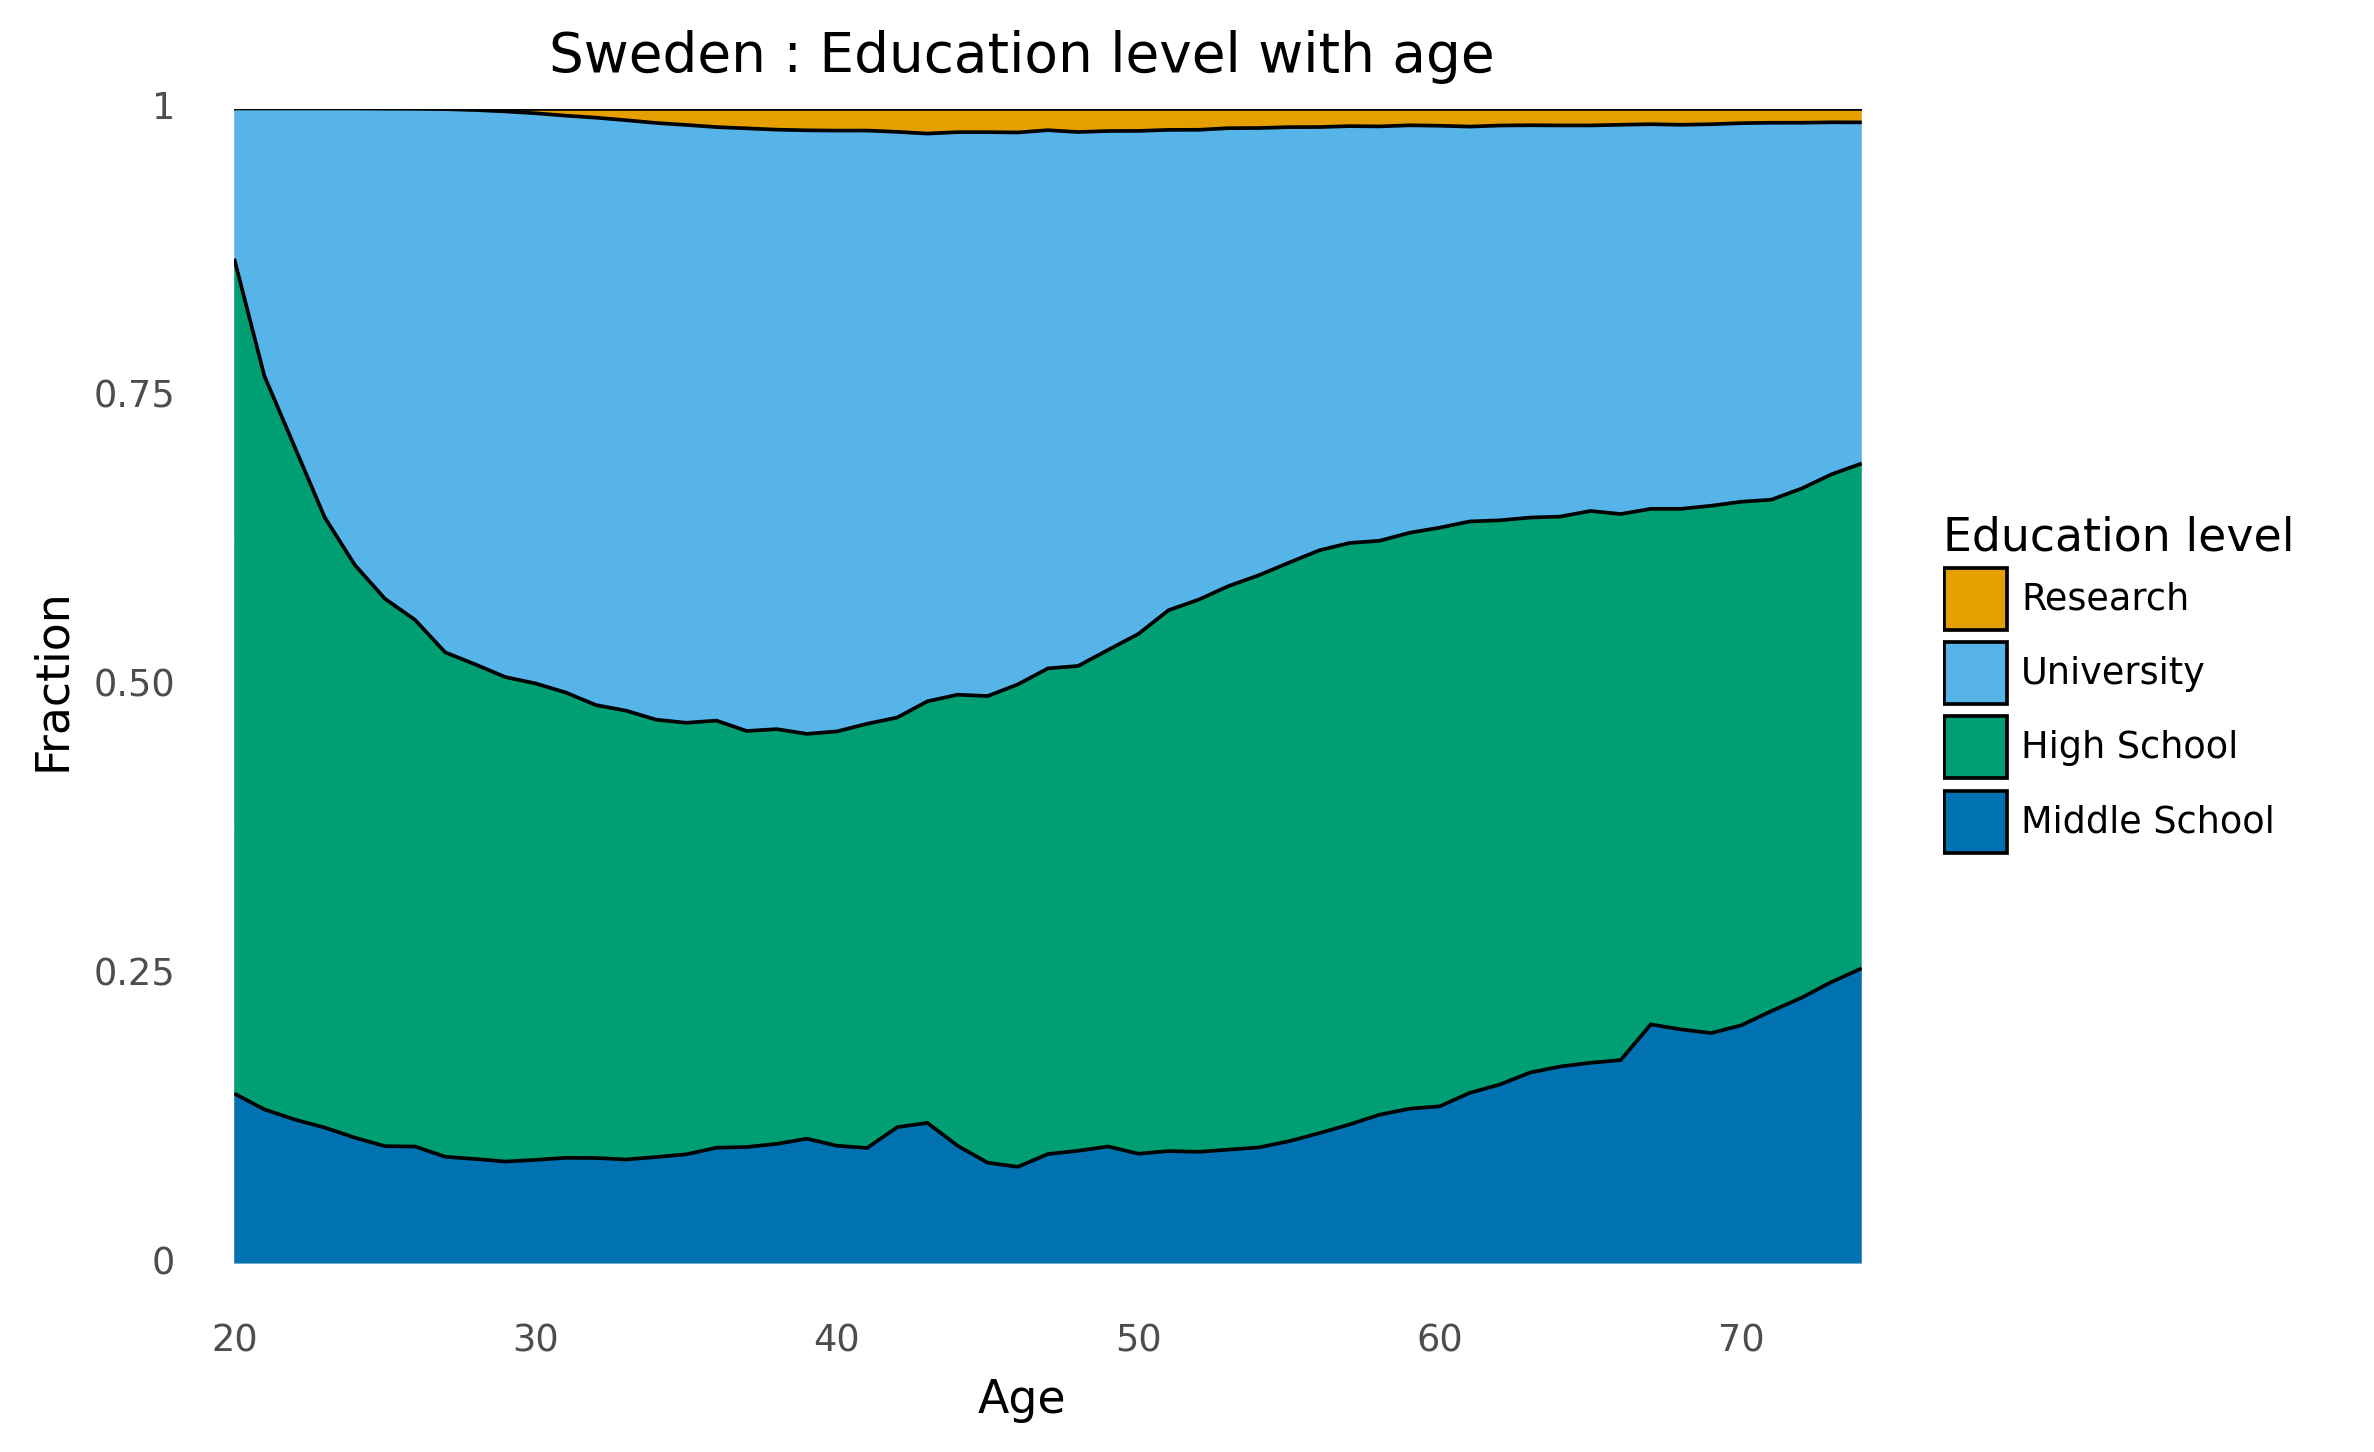 Sweden : Education level with age
1
0.75
0.50
0.25
0
Fraction
20 30 40 50 60 70
Age
Education level
Research
University
High School
Middle School